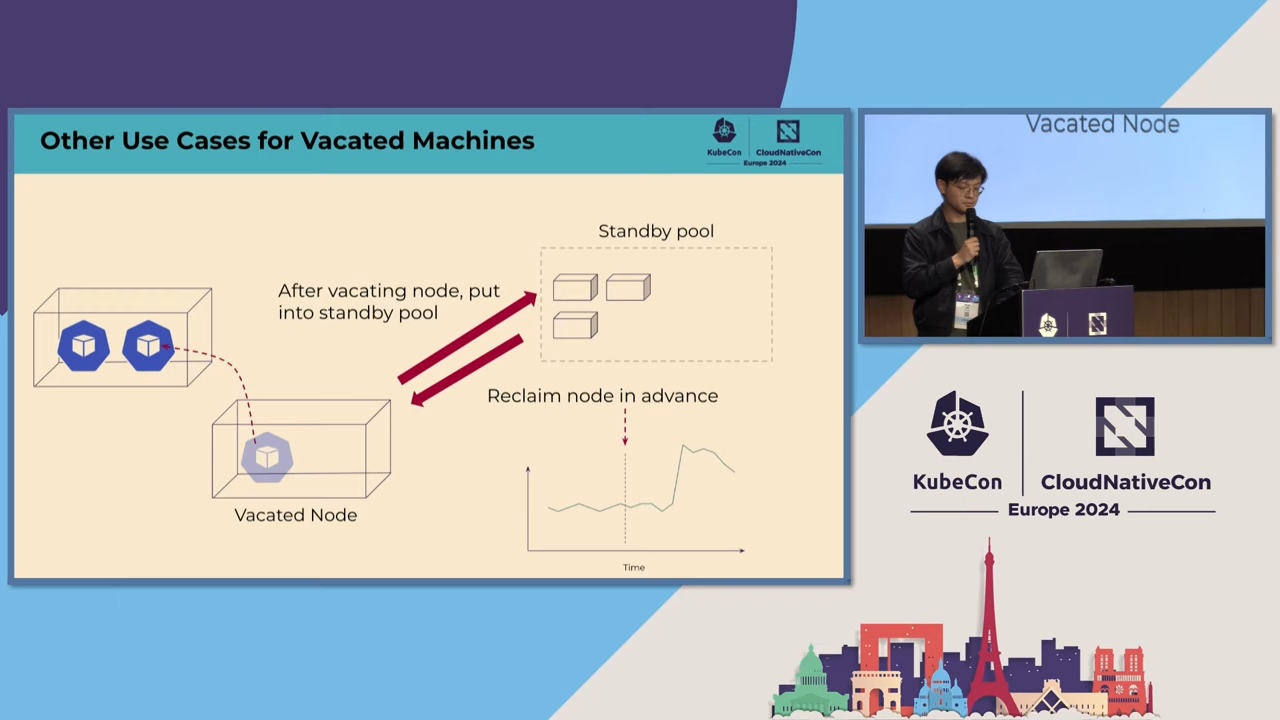 Other Use Cases for Vacated Machines
KubeCon
CloudNativeCon
Europe 2024
Standby pool
After vacating node, put
into standby pool
Reclaim node in advance
Vacated Node
Time
Vacated Node
KubeCon
CloudNativeCon
Europe 2024